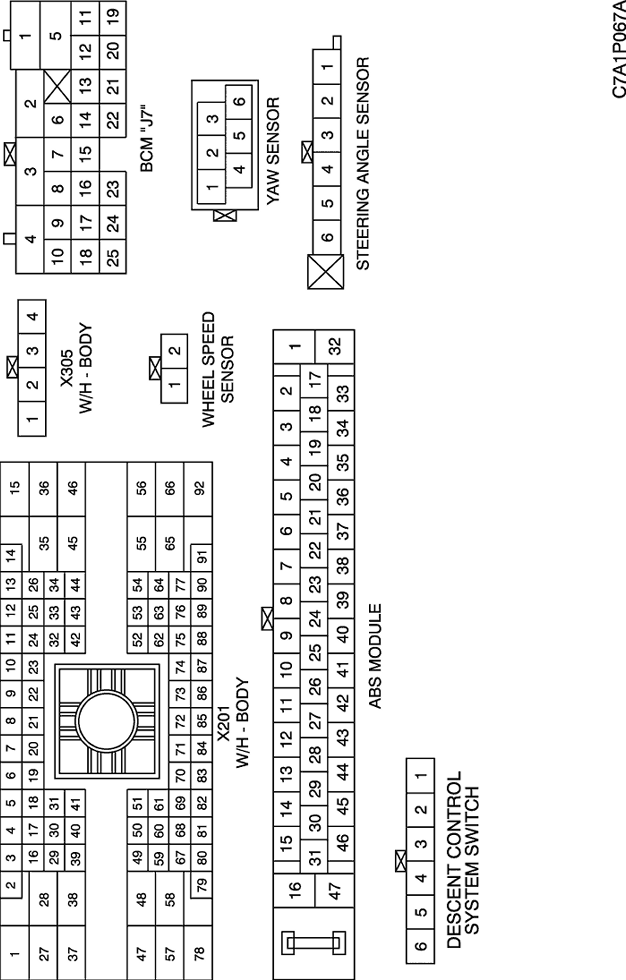 1 2 3 4 5 6 7 8 9 10 11 12 13 14 15
27 28 16 17 18 19 20 21 22 23 24 25 26 35 36
29 30 31 32 33 34
37 38 39 40 41 42 43 44 45 46
47 48 49 50 51 52 53 54 55 56
59 60 61 62 63 64
57 58 65 66
67 68 69 70 71 72 73 74 75 76 77
78 79 80 81 82 83 84 85 86 87 88 89 90 91 92
X201
W/H - BODY
1 2 3 4
X305
W/H - BODY
4 3 2 1
10 9 8 7 6 5
18 17 16 15 14 13 12 11
25 24 23 22 21 20 19
BCM "J7"
1 2
WHEEL SPEED
SENSOR
1 2 3
4 5 6
YAW SENSOR
16 15 14 13 12 11 10 9 8 7 6 5 4 3 2 1
31 30 29 28 27 26 25 24 23 22 21 20 19 18 17
47 46 45 44 43 42 41 40 39 38 37 36 35 34 33 32
ABS MODULE
6 5 4 3 2 1
STEERING ANGLE SENSOR
6 5 4 3 2 1
DESCENT CONTROL
SYSTEM SWITCH
C7A1P067A